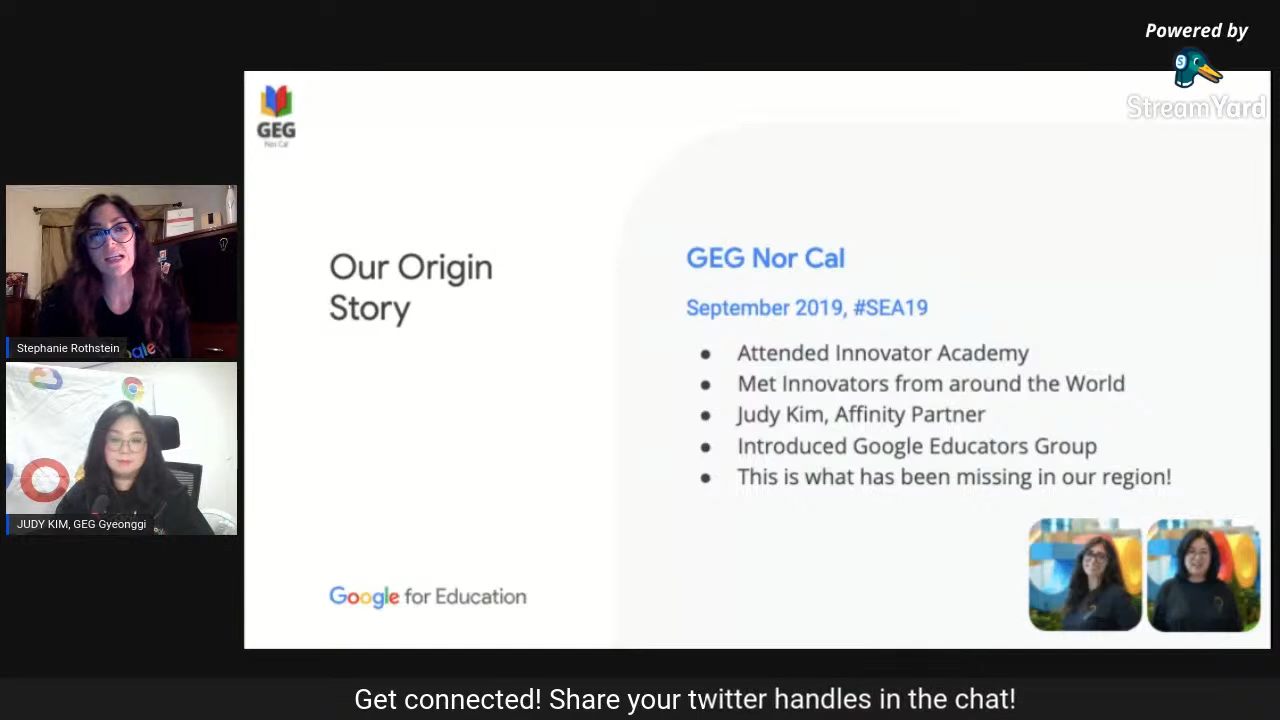 Powered by
StreamYard
GEG
Nor Cal
Our Origin
Story
GEG Nor Cal
September 2019, #SEA19
• Attended Innovator Academy
• Met Innovators from around the World
• Judy Kim, Affinity Partner
• Introduced Google Educators Group
• This is what has been missing in our region!
Google for Education
Stephanie Rothstein
JUDY KIM, GEG Gyeonggi
Get connected! Share your twitter handles in the chat!